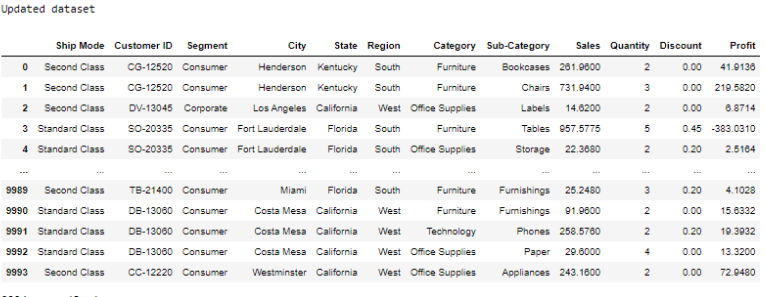 Updated dataset
Ship Mode Customer ID Segment City State Region Category Sub-Category Sales Quantity Discount Profit
0 Second Class CG-12520 Consumer Henderson Kentucky South Furniture Bookcases 261.9600 2 0.00 41.9136
1 Second Class CG-12520 Consumer Henderson Kentucky South Furniture Chairs 731.9400 3 0.00 219.5820
2 Second Class DV-13045 Corporate Los Angeles California West Office Supplies Labels 14.6200 2 0.00 6.8714
3 Standard Class SO-20335 Consumer Fort Lauderdale Florida South Furniture Tables 957.5775 5 0.45 -383.0310
4 Standard Class SO-20335 Consumer Fort Lauderdale Florida South Office Supplies Storage 22.3680 2 0.20 2.5164
... ... ... ... ... ... ... ... ... ... ... ... ...
9989 Second Class TB-21400 Consumer Miami Florida South Furniture Furnishings 25.2480 3 0.20 4.1028
9990 Standard Class DB-13060 Consumer Costa Mesa California West Furniture Furnishings 91.9600 2 0.00 15.6332
9991 Standard Class DB-13060 Consumer Costa Mesa California West Technology Phones 258.5760 2 0.20 19.3932
9992 Standard Class DB-13060 Consumer Costa Mesa California West Office Supplies Paper 29.6000 4 0.00 13.3200
9993 Second Class CC-12220 Consumer Westminster California West Office Supplies Appliances 243.1600 2 0.00 72.9480